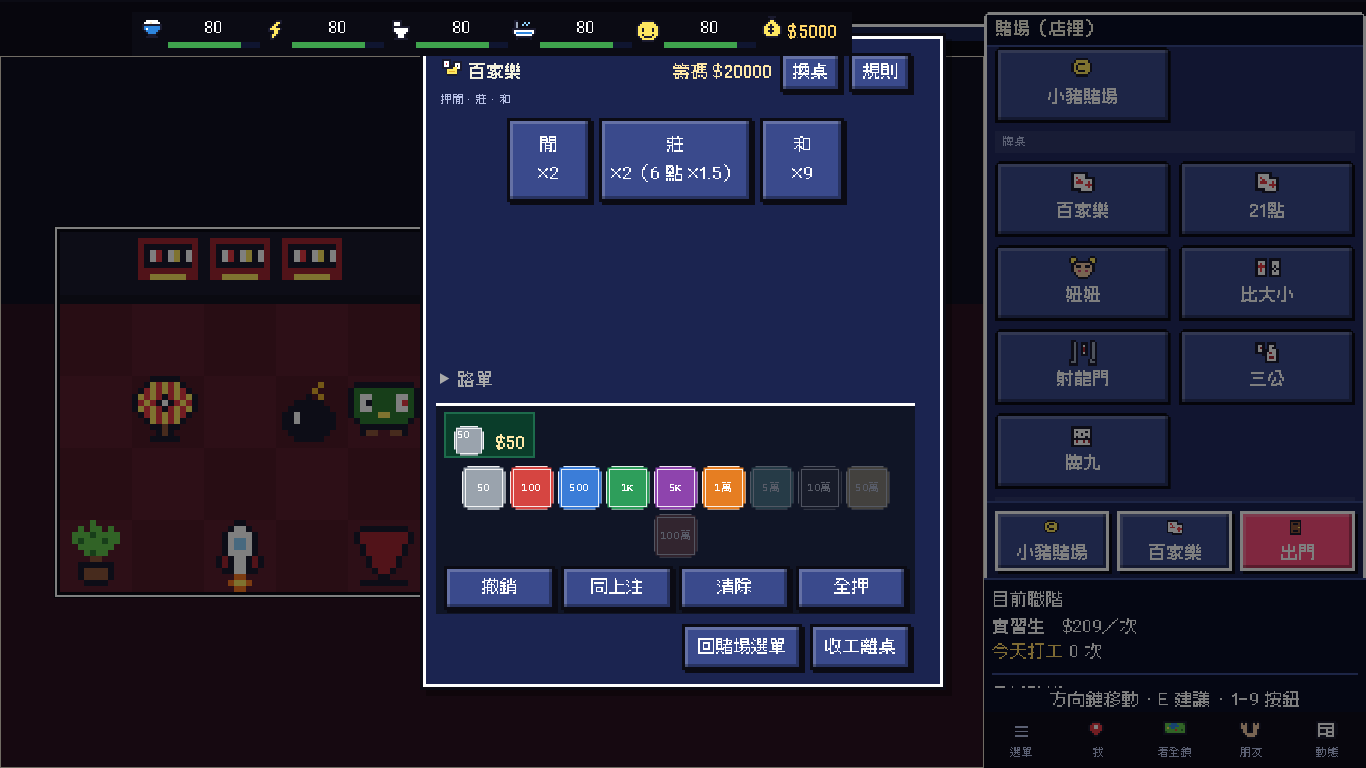 80 80 80 80 80 $5000
百家樂 籌碼 $20000 換桌 規則
押閒 · 莊 · 和
閒 莊 和
×2 ×2（6 點 ×1.5） ×9
▶ 路單
50 $50
50 100 500 1K 5K 1萬 5萬 10萬 50萬
100萬
撤銷 同上注 清除 全押
回賭場選單 收工離桌
賭場（店裡）
小豬賭場
牌桌
百家樂 21點
妞妞 比大小
射龍門 三公
牌九
小豬賭場 百家樂 出門
目前職階
實習生 $209／次
今天打工 0 次
方向鍵移動 · E 建議 · 1-9 按鈕
選單 我 看全鎮 朋友 動態